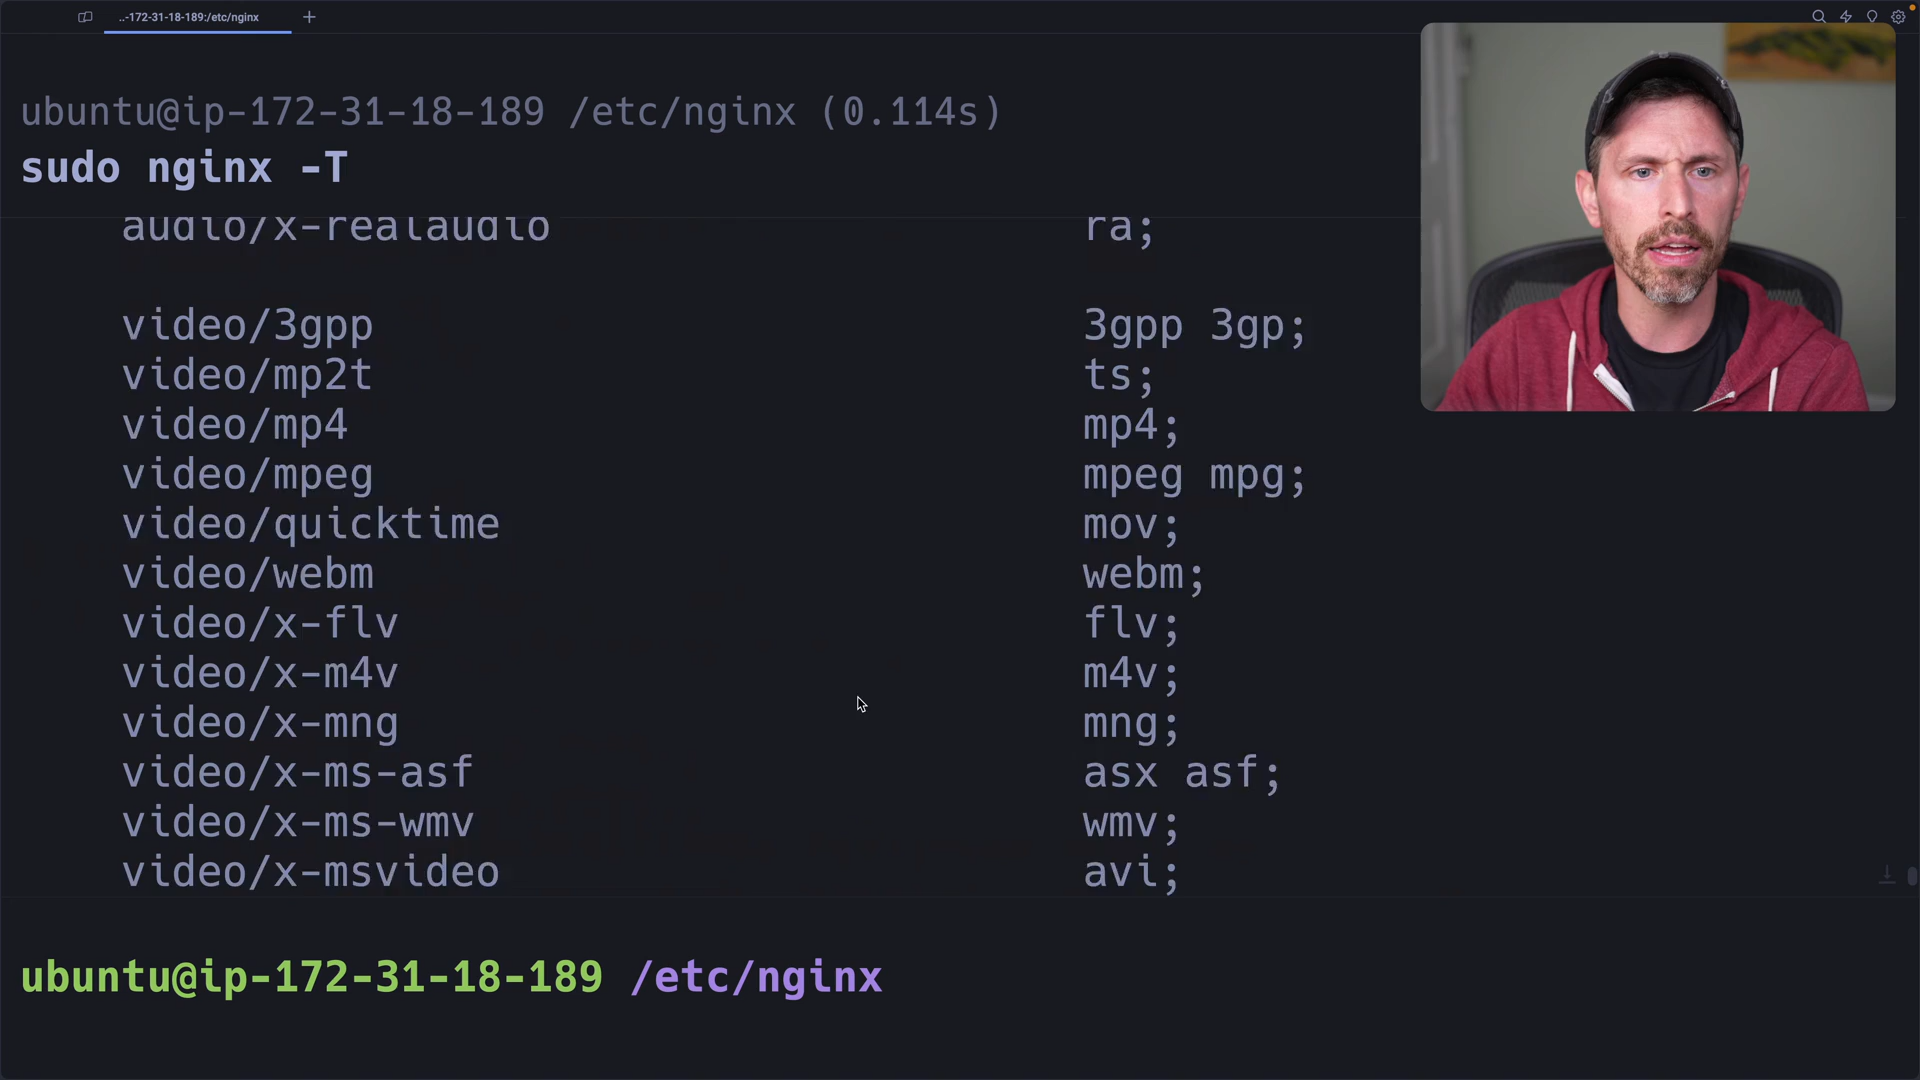 ..-172-31-18-189:/etc/nginx
ubuntu@ip-172-31-18-189 /etc/nginx (0.114s)
sudo nginx -T
audio/x-realaudio ra;
video/3gpp 3gpp 3gp;
video/mp2t ts;
video/mp4 mp4;
video/mpeg mpeg mpg;
video/quicktime mov;
video/webm webm;
video/x-flv flv;
video/x-m4v m4v;
video/x-mng mng;
video/x-ms-asf asx asf;
video/x-ms-wmv wmv;
video/x-msvideo avi;
ubuntu@ip-172-31-18-189 /etc/nginx